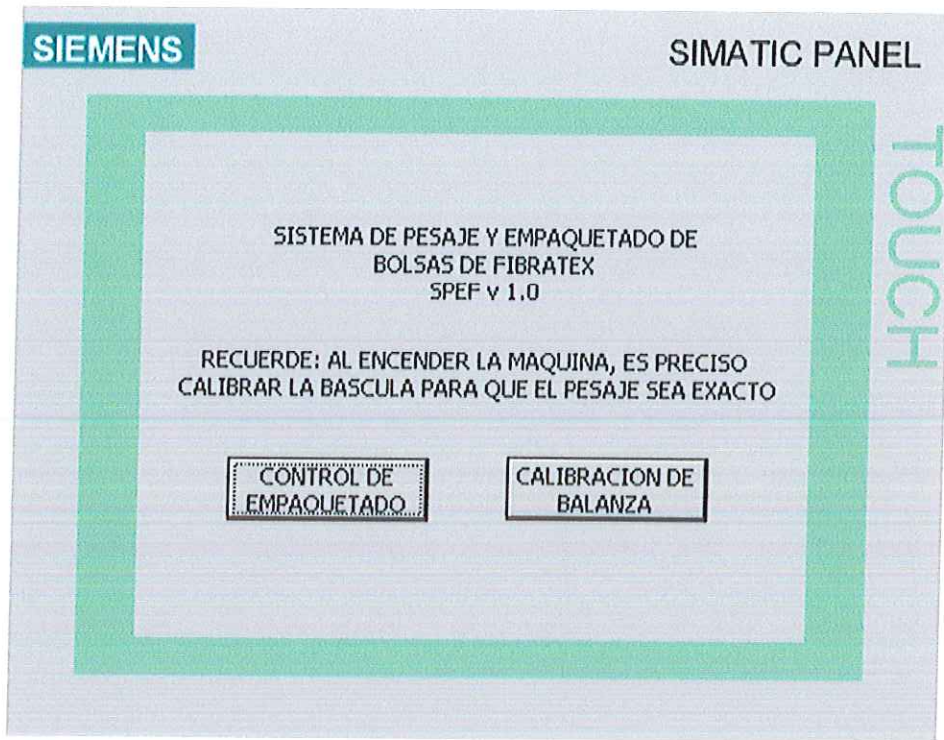 SIEMENS
SIMATIC PANEL
TOUCH
SISTEMA DE PESAJE Y EMPAQUETADO DE
BOLSAS DE FIBRATEX
SPEF v 1.0
RECUERDE: AL ENCENDER LA MAQUINA, ES PRECISO
CALIBRAR LA BASCULA PARA QUE EL PESAJE SEA EXACTO
CONTROL DE
EMPAQUETADO
CALIBRACION DE
BALANZA